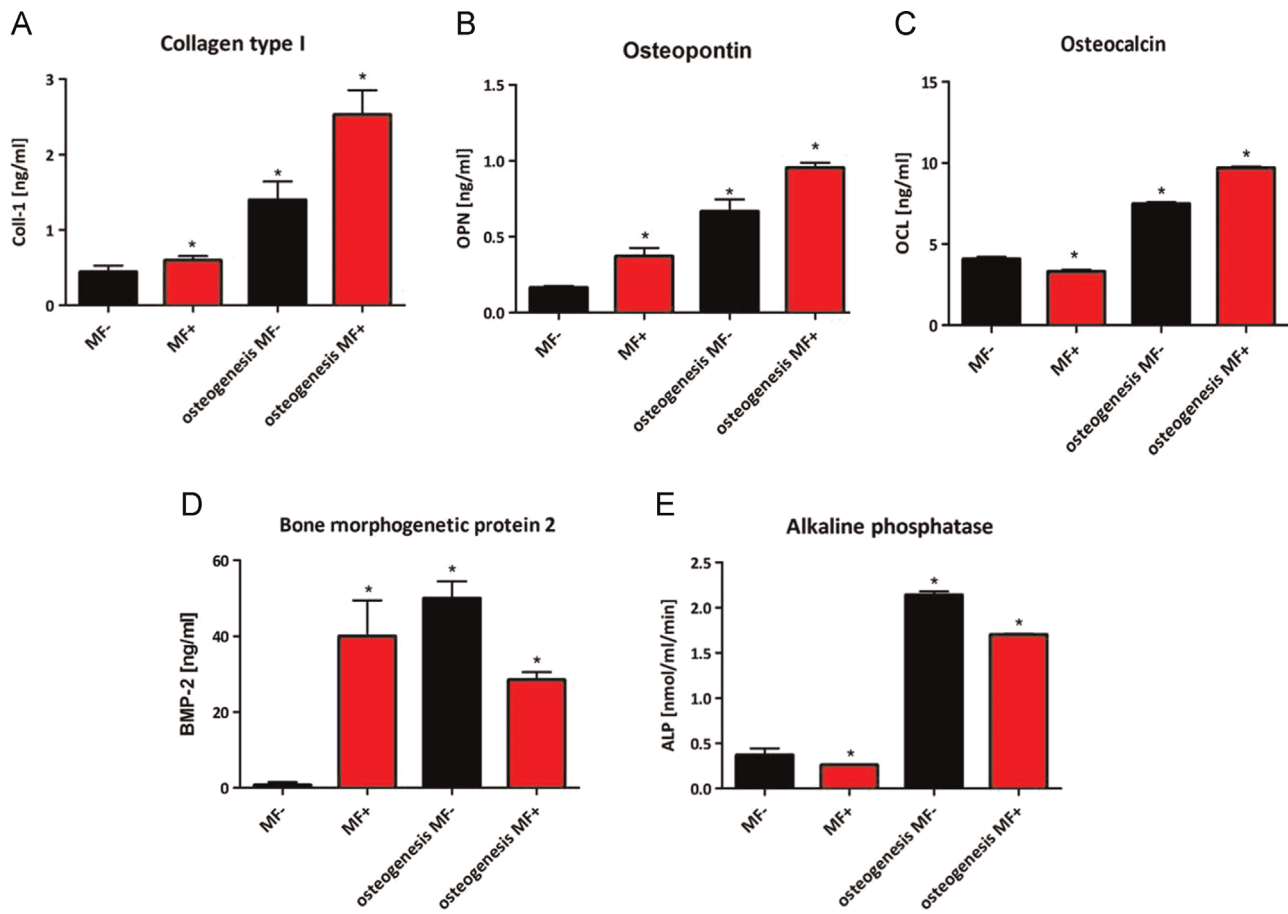 A
Collagen type I
Coll-1 [ng/ml]
3
2
1
0
*
*
*
MF-
MF+
osteogenesis MF-
osteogenesis MF+
B
Osteopontin
OPN [ng/ml]
1.5
1.0
0.5
0.0
*
*
*
MF-
MF+
osteogenesis MF-
osteogenesis MF+
C
Osteocalcin
OCL [ng/ml]
15
10
5
0
*
*
*
MF-
MF+
osteogenesis MF-
osteogenesis MF+
D
Bone morphogenetic protein 2
BMP-2 [ng/ml]
60
40
20
0
*
*
*
MF-
MF+
osteogenesis MF-
osteogenesis MF+
E
Alkaline phosphatase
ALP [nmol/ml/min]
2.5
2.0
1.5
1.0
0.5
0.0
*
*
*
MF-
MF+
osteogenesis MF-
osteogenesis MF+